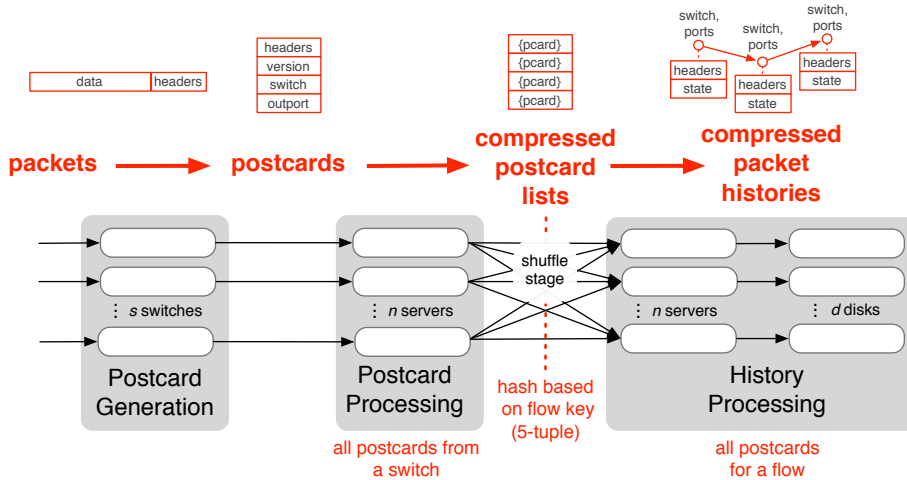 data
headers
headers
version
switch
outport
{pcard}
{pcard}
{pcard}
{pcard}
switch,
ports
headers
state
switch,
ports
headers
state
switch,
ports
headers
state
packets
postcards
compressed
postcard
lists
compressed
packet
histories
shuffle
stage
⋮ s switches
⋮ n servers
⋮ n servers
⋮ d disks
Postcard
Generation
Postcard
Processing
hash based
on flow key
(5-tuple)
History
Processing
all postcards from
a switch
all postcards
for a flow